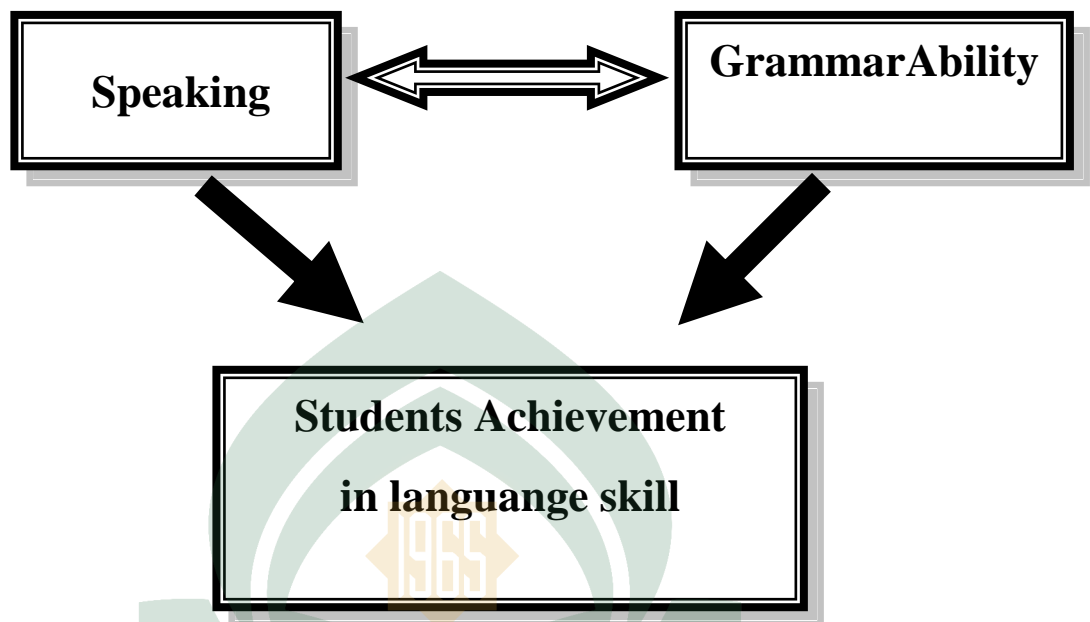 Speaking
GrammarAbility
Students Achievement
in languange skill
1965